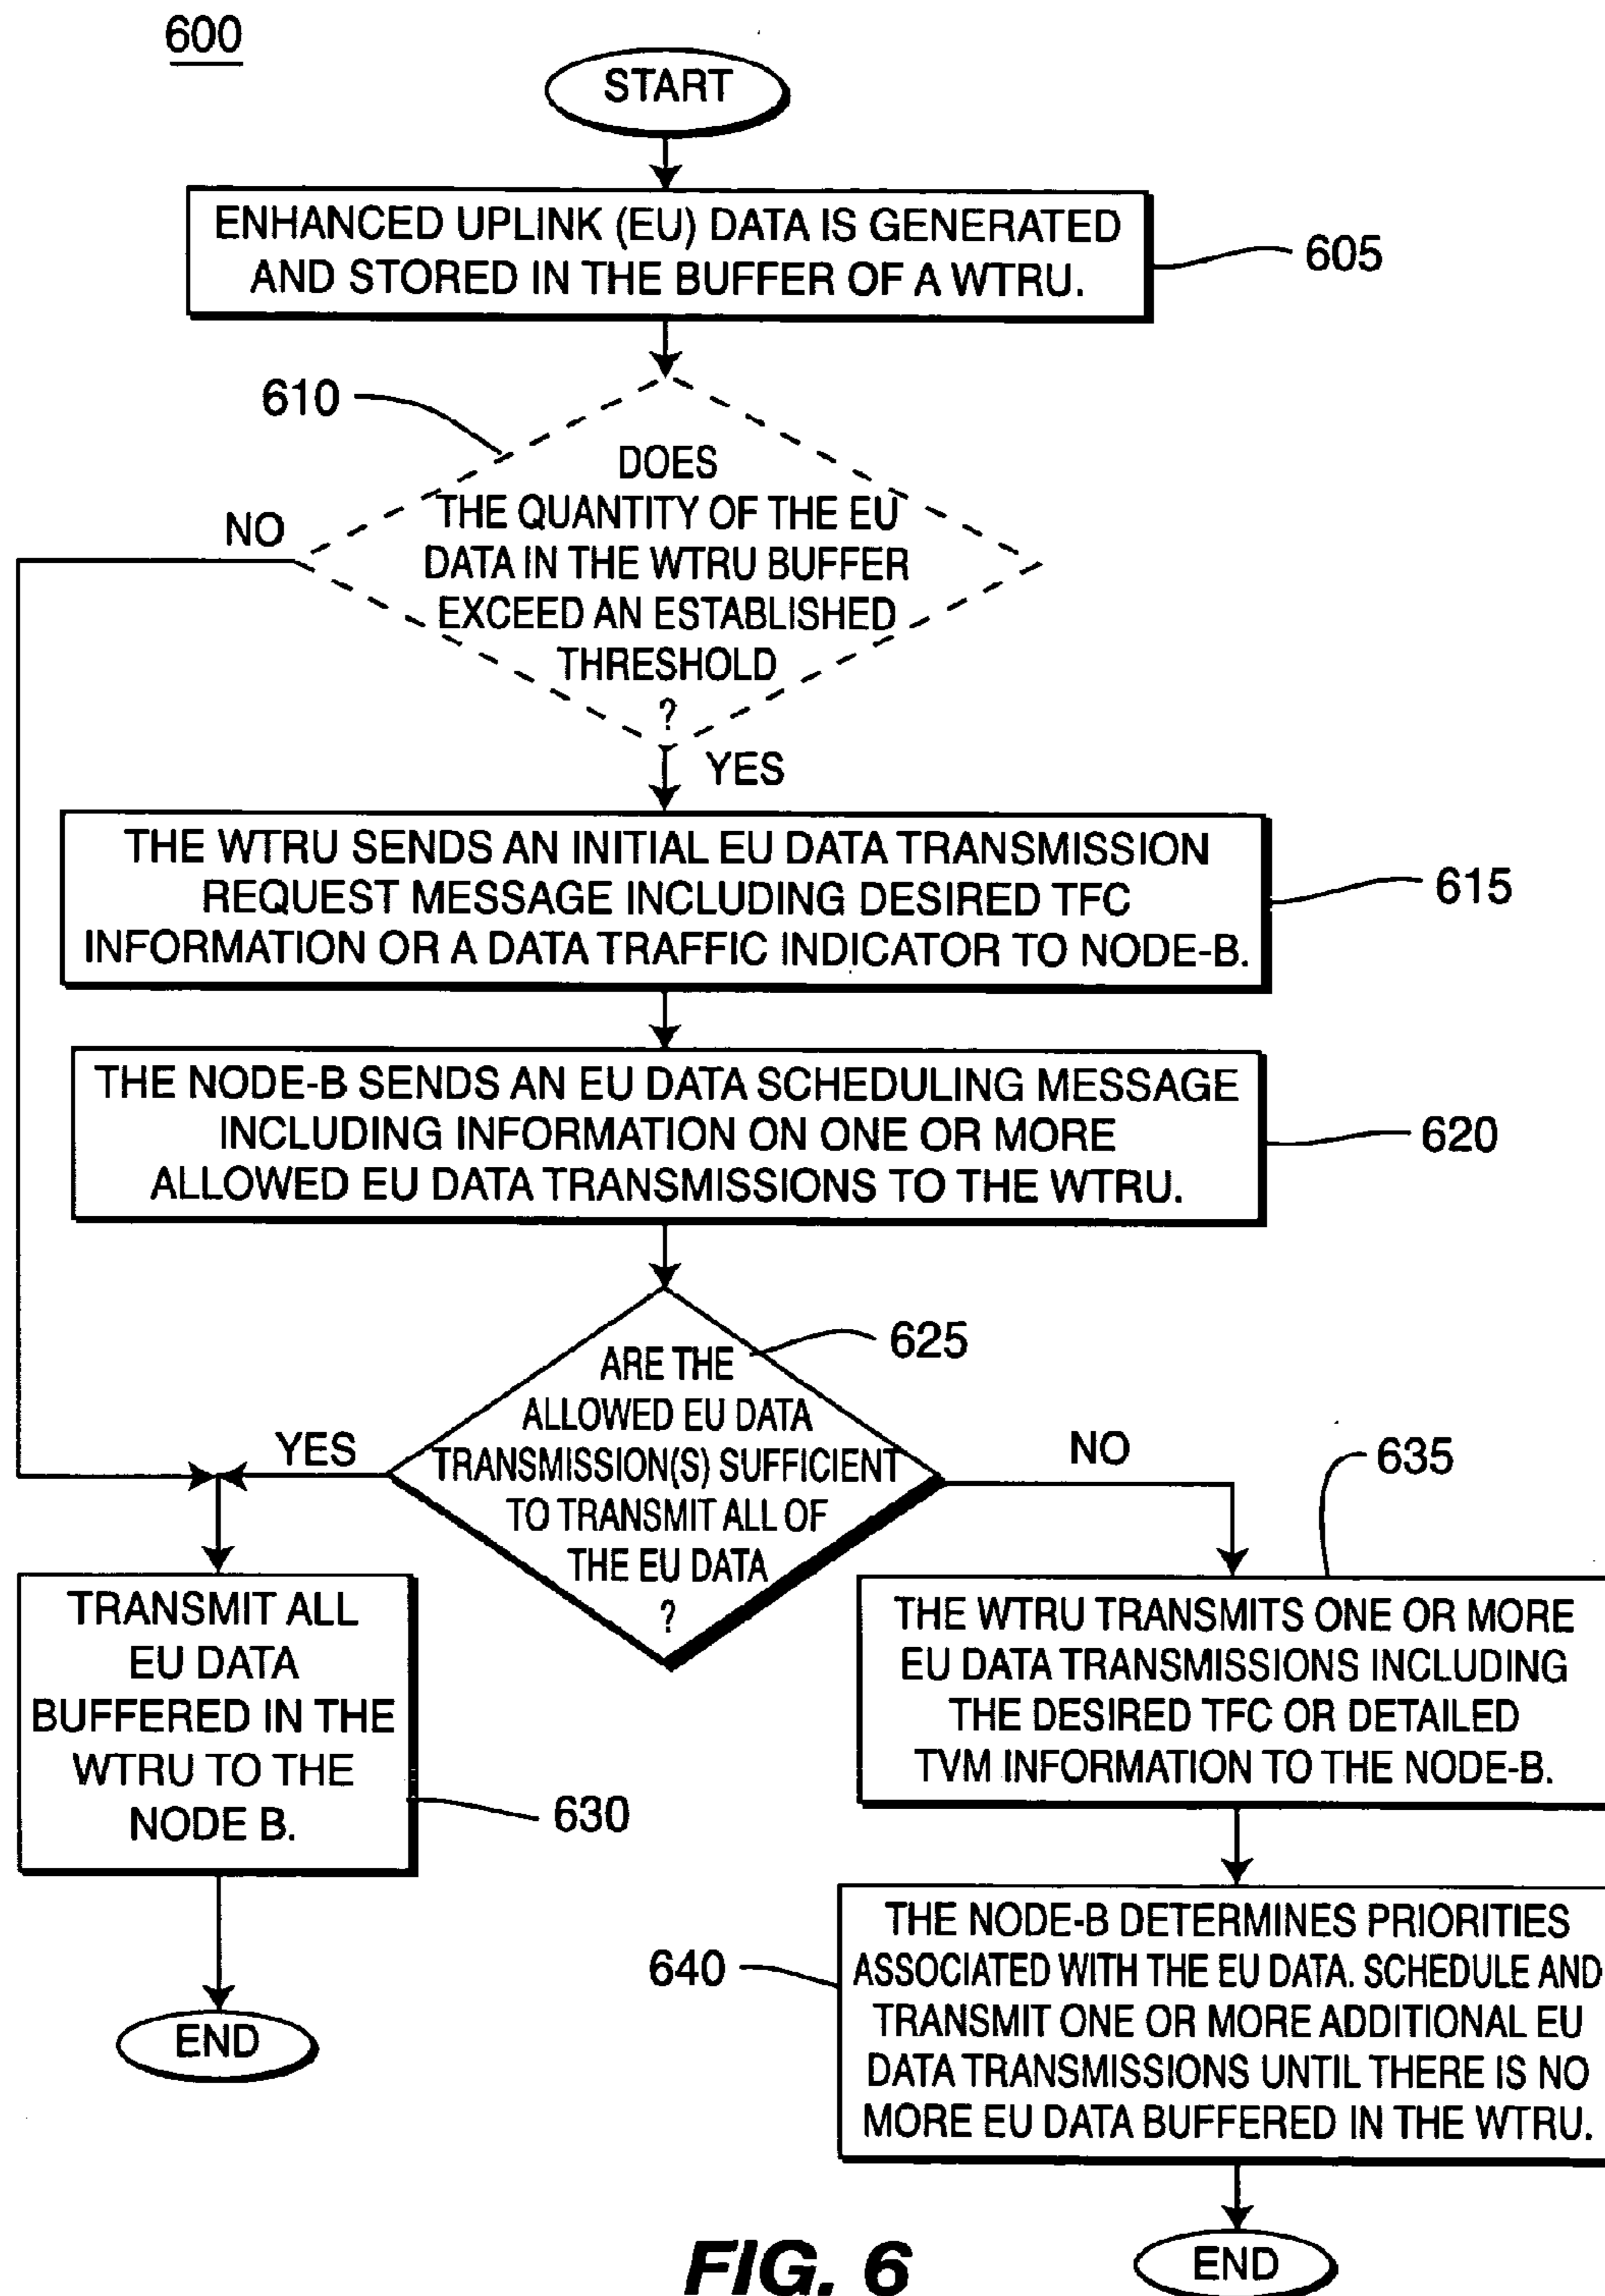 600
START
ENHANCED UPLINK (EU) DATA IS GENERATED
AND STORED IN THE BUFFER OF A WTRU.
605
610
DOES
THE QUANTITY OF THE EU
DATA IN THE WTRU BUFFER
EXCEED AN ESTABLISHED
THRESHOLD
?
NO
YES
THE WTRU SENDS AN INITIAL EU DATA TRANSMISSION
REQUEST MESSAGE INCLUDING DESIRED TFC
INFORMATION OR A DATA TRAFFIC INDICATOR TO NODE-B.
615
THE NODE-B SENDS AN EU DATA SCHEDULING MESSAGE
INCLUDING INFORMATION ON ONE OR MORE
ALLOWED EU DATA TRANSMISSIONS TO THE WTRU.
620
625
ARE THE
ALLOWED EU DATA
TRANSMISSION(S) SUFFICIENT
TO TRANSMIT ALL OF
THE EU DATA
?
YES
NO
635
TRANSMIT ALL
EU DATA
BUFFERED IN THE
WTRU TO THE
NODE B.
630
END
THE WTRU TRANSMITS ONE OR MORE
EU DATA TRANSMISSIONS INCLUDING
THE DESIRED TFC OR DETAILED
TVM INFORMATION TO THE NODE-B.
640
THE NODE-B DETERMINES PRIORITIES
ASSOCIATED WITH THE EU DATA. SCHEDULE AND
TRANSMIT ONE OR MORE ADDITIONAL EU
DATA TRANSMISSIONS UNTIL THERE IS NO
MORE EU DATA BUFFERED IN THE WTRU.
END
FIG. 6